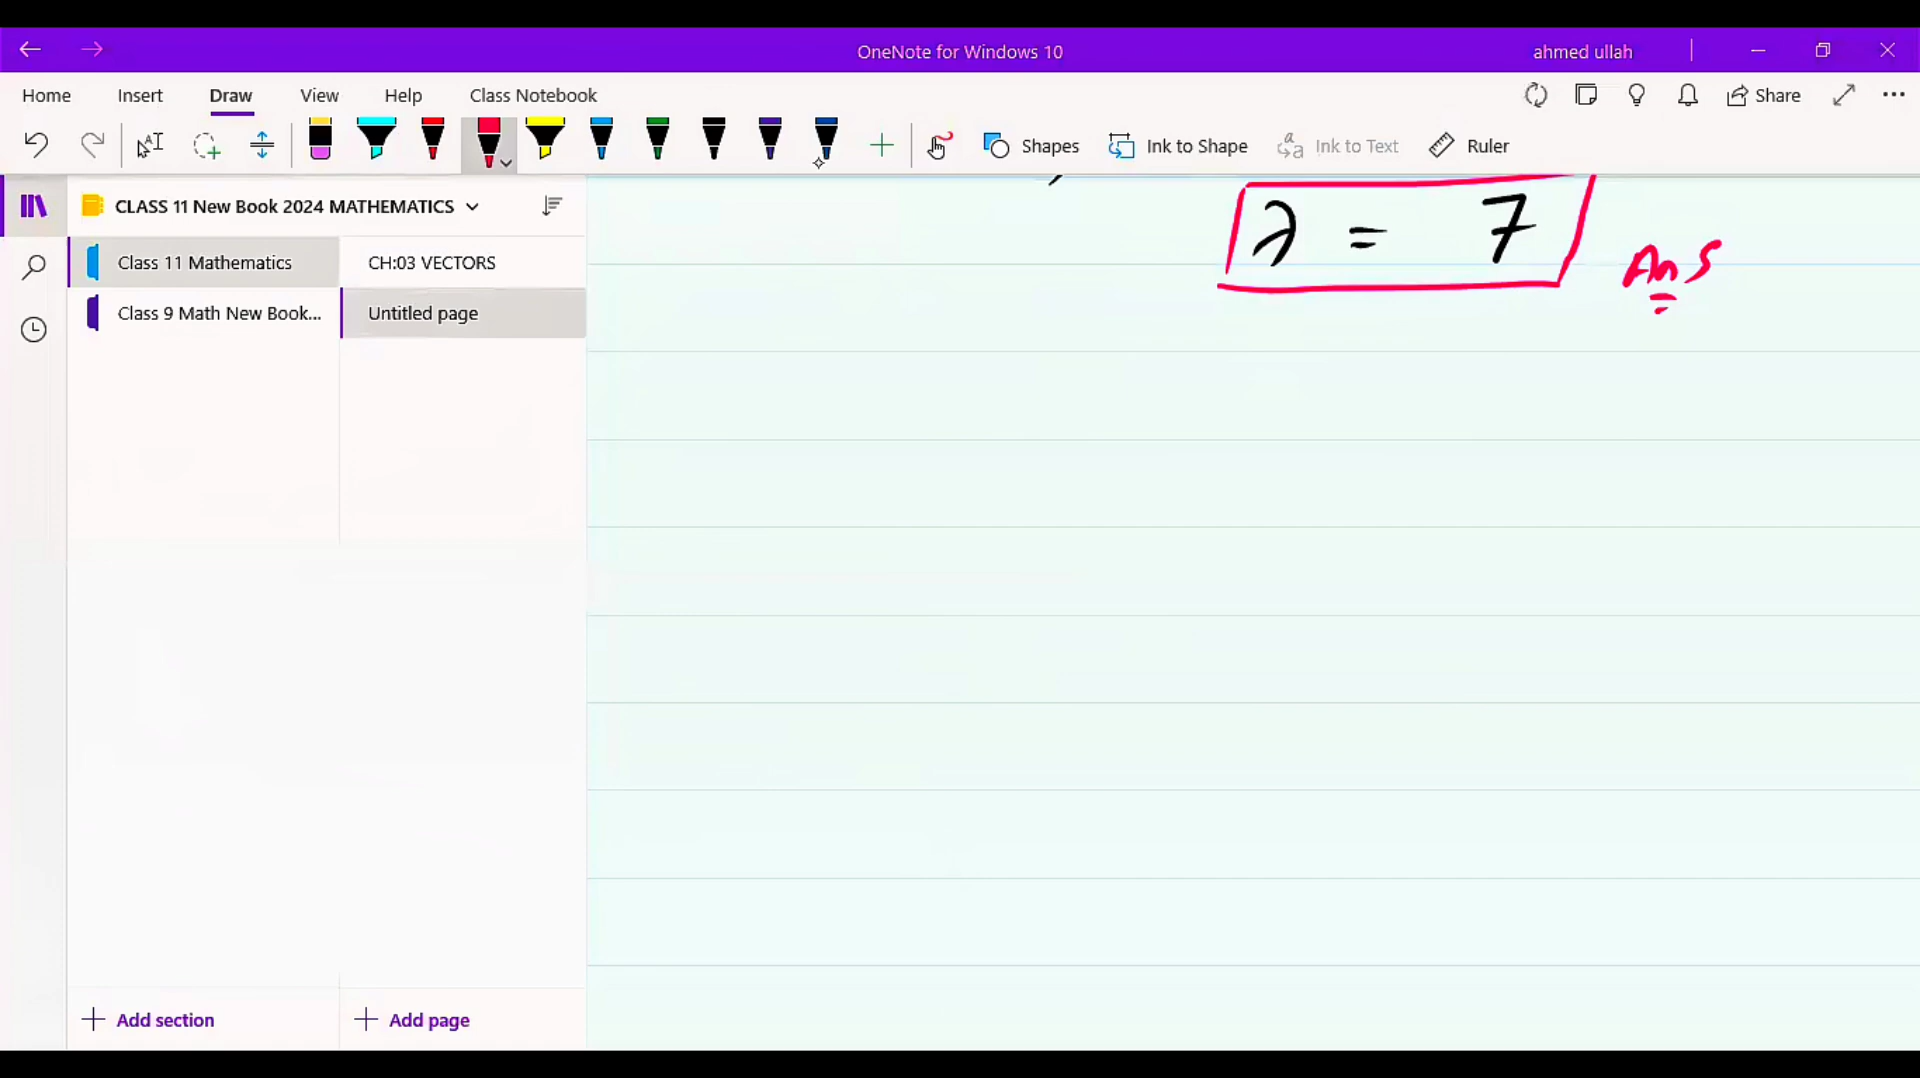 OneNote for Windows 10
ahmed ullah
Home Insert Draw View Help Class Notebook
Share
Shapes Ink to Shape Ink to Text Ruler
CLASS 11 New Book 2024 MATHEMATICS
Class 11 Mathematics
Class 9 Math New Book...
CH:03 VECTORS
Untitled page
λ = 7
Ans
Add section
Add page